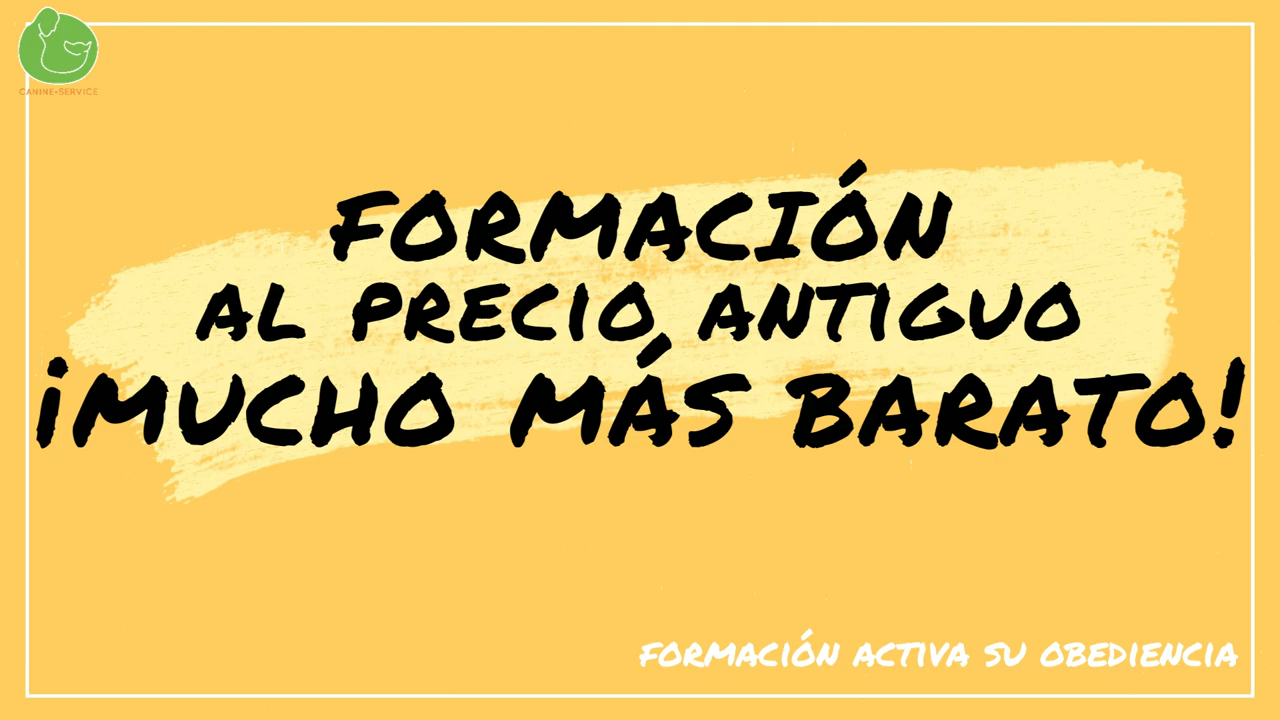 CANINE-SERVICE
FORMACIÓN
AL PRECIO ANTIGUO
¡MUCHO MÁS BARATO!
FORMACIÓN ACTIVA SU OBEDIENCIA